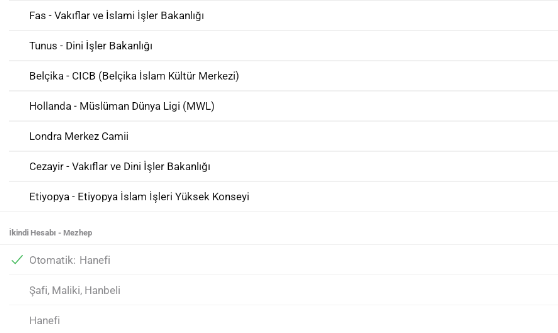 Fas - Vakıflar ve İslami İşler Bakanlığı
Tunus - Dini İşler Bakanlığı
Belçika - CICB (Belçika İslam Kültür Merkezi)
Hollanda - Müslüman Dünya Ligi (MWL)
Londra Merkez Camii
Cezayir - Vakıflar ve Dini İşler Bakanlığı
Etiyopya - Etiyopya İslam İşleri Yüksek Konseyi
İkindi Hesabı - Mezhep
Otomatik: Hanefi
Şafi, Maliki, Hanbeli
Hanefi